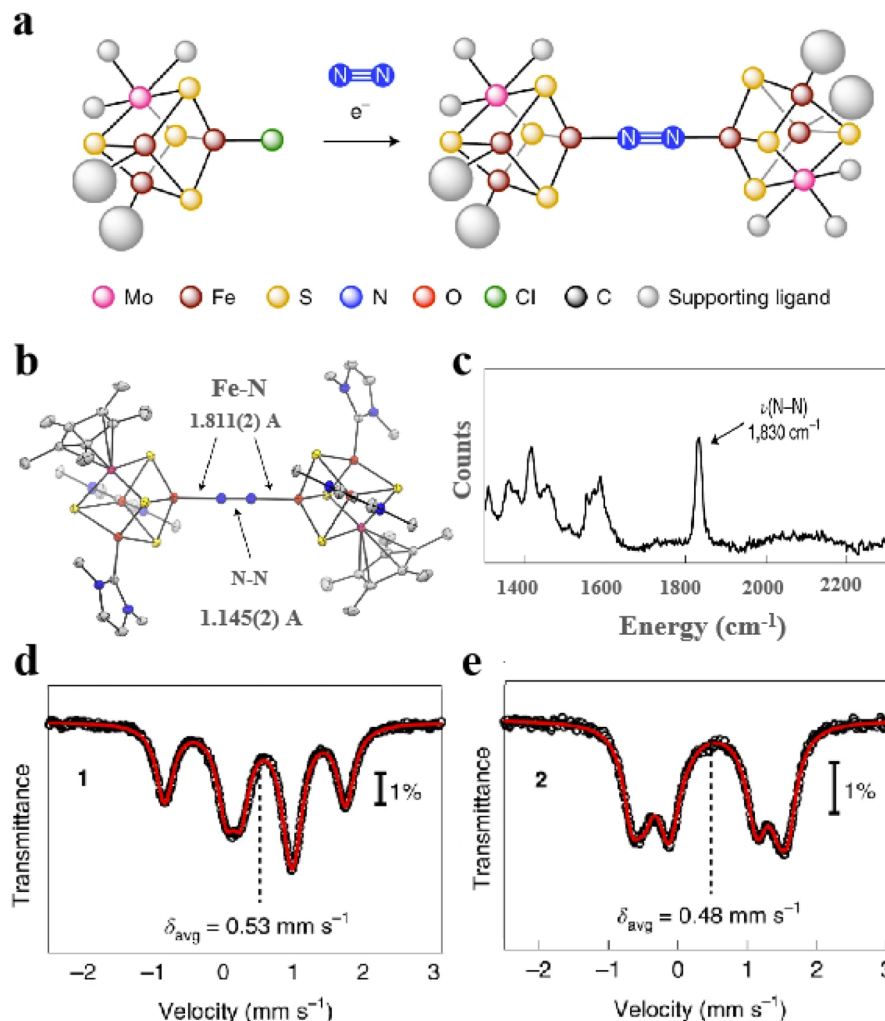 a
N≡N
e⁻
N≡N
Mo Fe S N O Cl C Supporting ligand
b
Fe-N
1.811(2) A
N-N
1.145(2) A
c
ν(N–N)
1,830 cm⁻¹
Counts
1400 1600 1800 2000 2200
Energy (cm⁻¹)
d
1
1%
Transmittance
δavg = 0.53 mm s⁻¹
−2 −1 0 1 2 3
Velocity (mm s⁻¹)
e
2
1%
Transmittance
δavg = 0.48 mm s⁻¹
−2 −1 0 1 2 3
Velocity (mm s⁻¹)